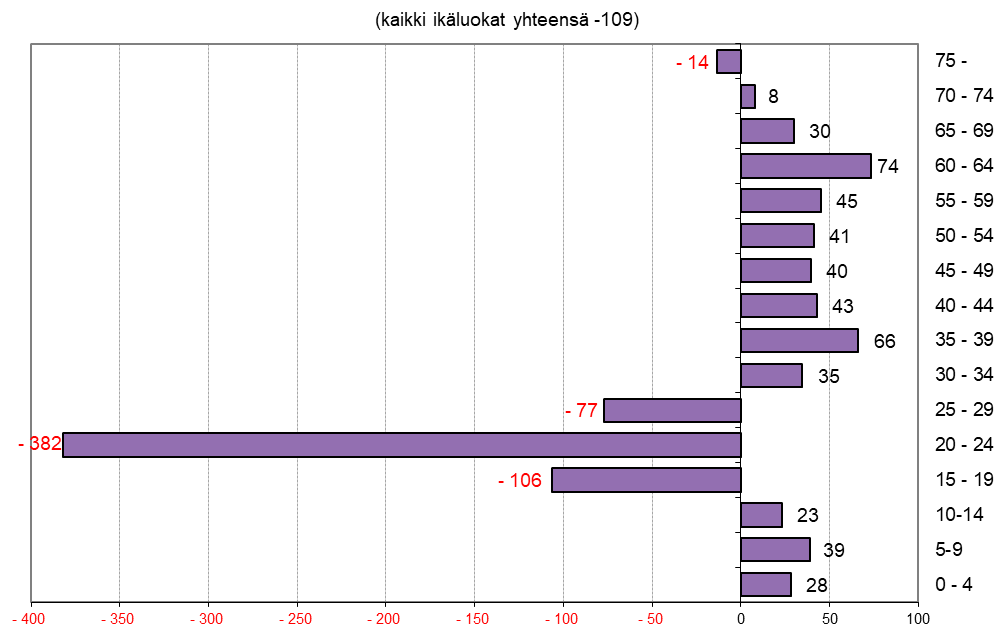 (kaikki ikäluokat yhteensä -109)
- 14 75 -
8 70 - 74
30 65 - 69
74 60 - 64
45 55 - 59
41 50 - 54
40 45 - 49
43 40 - 44
66 35 - 39
35 30 - 34
- 77 25 - 29
- 382 20 - 24
- 106 15 - 19
23 10-14
39 5-9
28 0 - 4
- 400 - 350 - 300 - 250 - 200 - 150 - 100 - 50 0 50 100